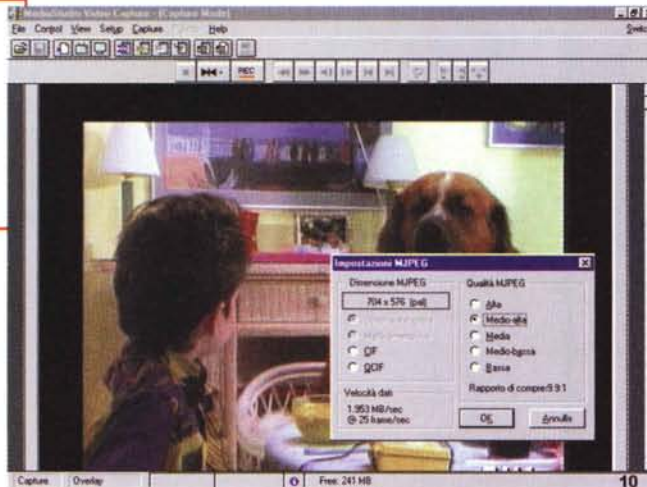 MediaStudio Video Capture - [Capture Mode]
File Control View Setup Capture Help
REC
Impostazioni MJPEG
Dimensione MJPEG
704 x 576 (pal)
CIF
QCIF
Velocità dati
1.953 MB/sec
@ 25 frame/sec
Qualità MJPEG
Alta
Medio-alta
Media
Medio-bassa
Bassa
Rapporto di compre:9.9:1
OK
Annulla
Capture Overlay Free: 241 MB
10